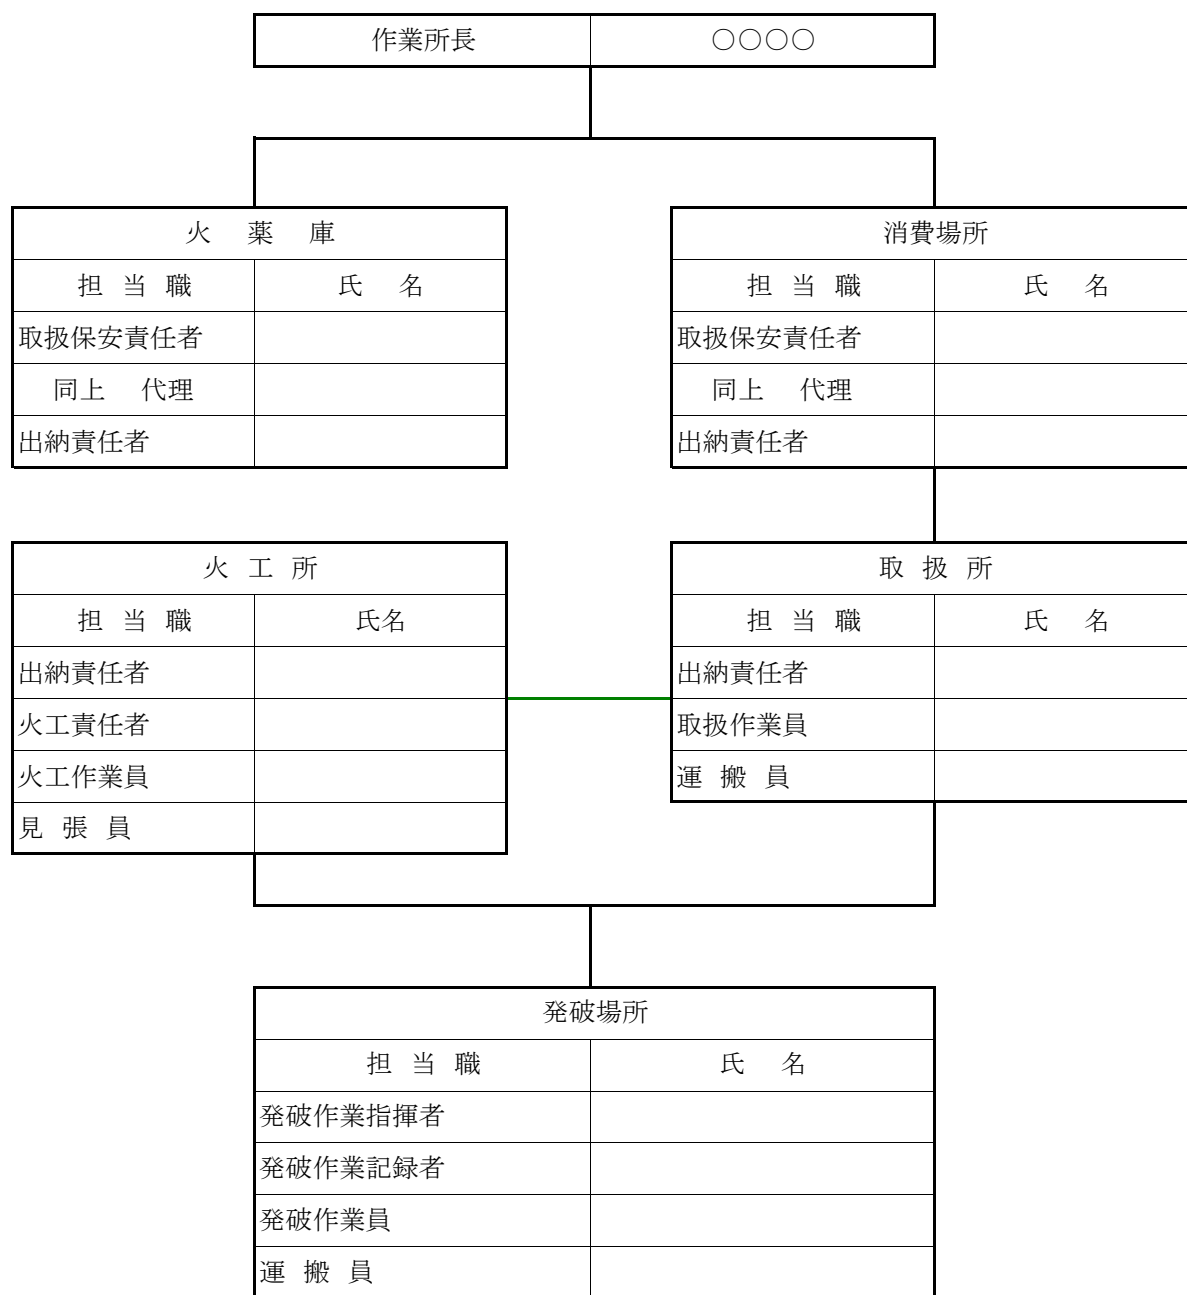 作業所長 ○○○○
火 薬 庫
担 当 職 氏 名
取扱保安責任者
同上 代理
出納責任者
消費場所
担 当 職 氏 名
取扱保安責任者
同上 代理
出納責任者
火 工 所
担 当 職 氏名
出納責任者
火工責任者
火工作業員
見 張 員
取 扱 所
担 当 職 氏 名
出納責任者
取扱作業員
運 搬 員
発破場所
担 当 職 氏 名
発破作業指揮者
発破作業記録者
発破作業員
運 搬 員